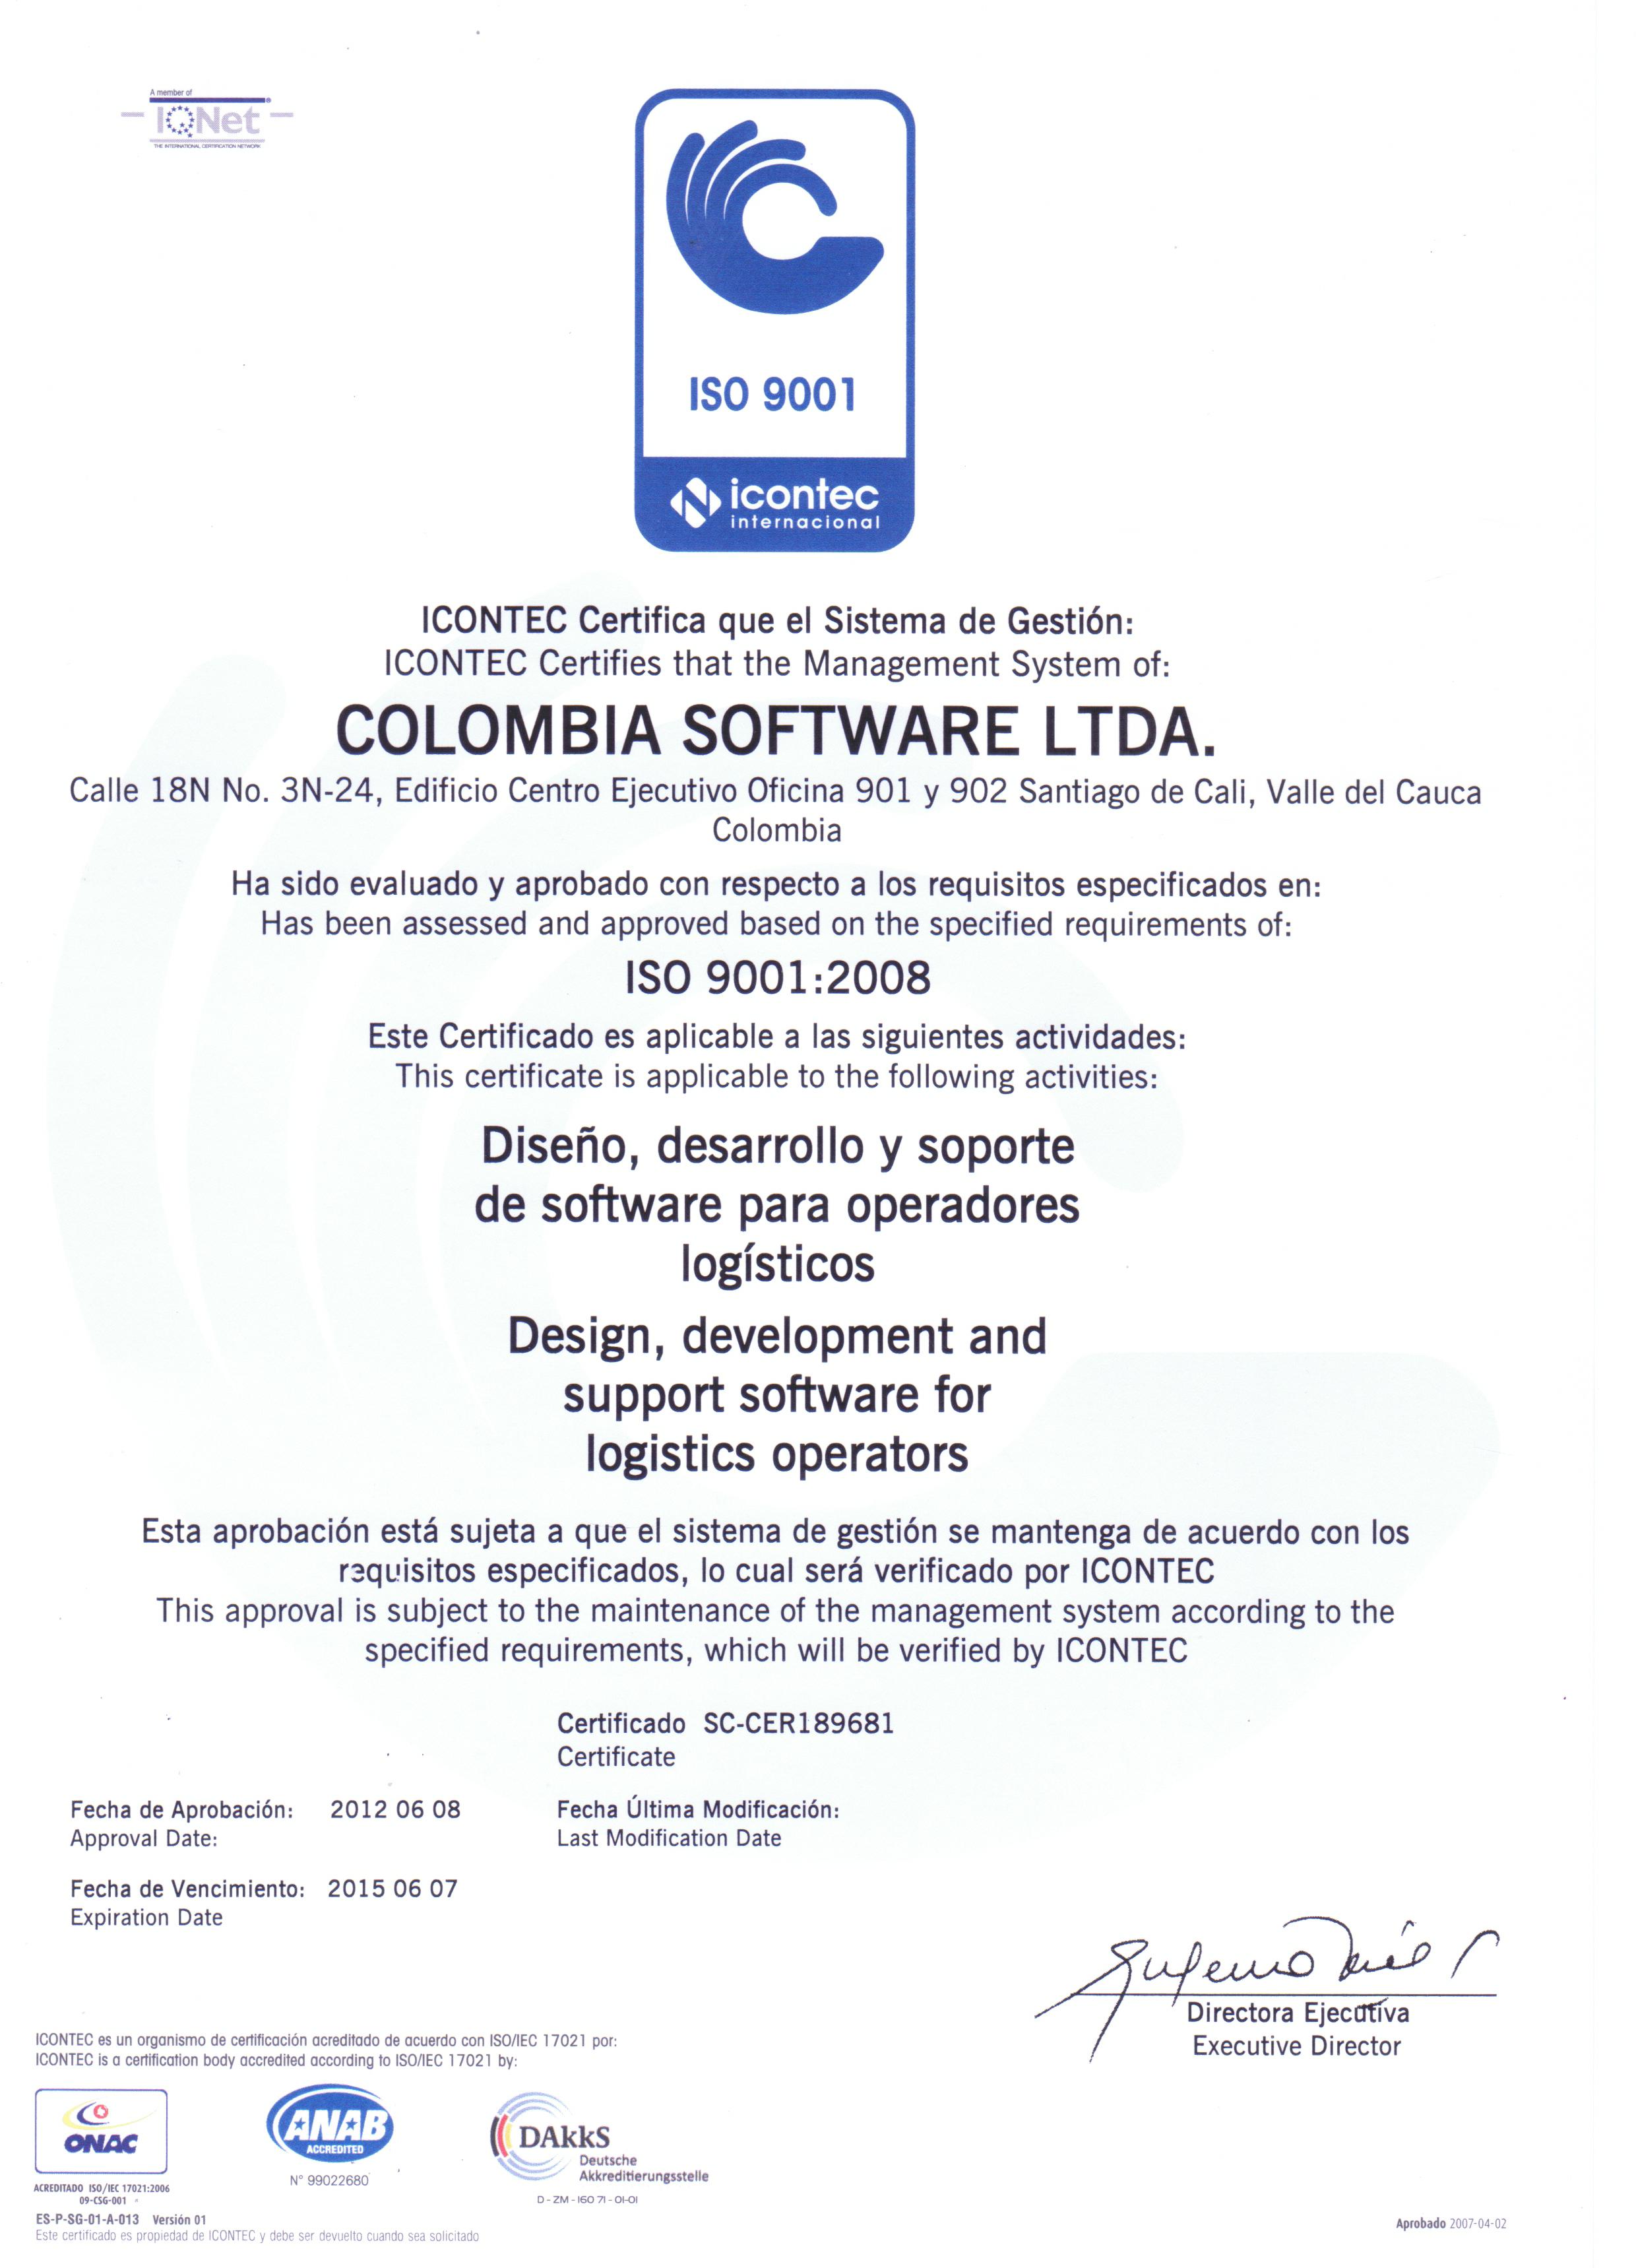 A member of
IQNet
THE INTERNATIONAL CERTIFICATION NETWORK
ISO 9001
icontec
internacional
ICONTEC Certifica que el Sistema de Gestión:
ICONTEC Certifies that the Management System of:
COLOMBIA SOFTWARE LTDA.
Calle 18N No. 3N-24, Edificio Centro Ejecutivo Oficina 901 y 902 Santiago de Cali, Valle del Cauca
Colombia
Ha sido evaluado y aprobado con respecto a los requisitos especificados en:
Has been assessed and approved based on the specified requirements of:
ISO 9001:2008
Este Certificado es aplicable a las siguientes actividades:
This certificate is applicable to the following activities:
Diseño, desarrollo y soporte
de software para operadores
logísticos
Design, development and
support software for
logistics operators
Esta aprobación está sujeta a que el sistema de gestión se mantenga de acuerdo con los
requisitos especificados, lo cual será verificado por ICONTEC
This approval is subject to the maintenance of the management system according to the
specified requirements, which will be verified by ICONTEC
Certificado SC-CER189681
Certificate
Fecha de Aprobación: 2012 06 08
Approval Date:
Fecha Última Modificación:
Last Modification Date
Fecha de Vencimiento: 2015 06 07
Expiration Date
Directora Ejecutiva
Executive Director
ICONTEC es un organismo de certificación acreditado de acuerdo con ISO/IEC 17021 por:
ICONTEC is a certification body accredited according to ISO/IEC 17021 by:
ONAC
ACREDITADO ISO/IEC 17021:2006
09-CSG-001
ANAB
ACCREDITED
N° 99022680
DAkkS
Deutsche
Akkreditierungsstelle
D - ZM - 160 71 - 01-01
ES-P-SG-01-A-013 Versión 01
Este certificado es propiedad de ICONTEC y debe ser devuelto cuando sea solicitado
Aprobado 2007-04-02